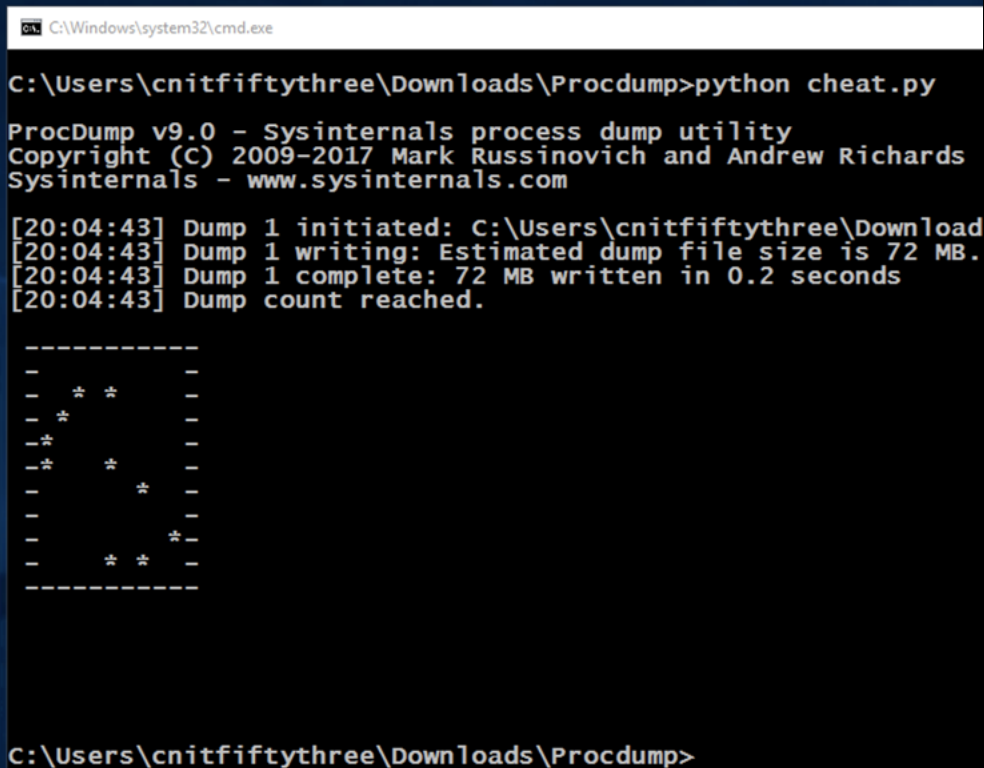 C:\Windows\system32\cmd.exe
C:\Users\cnitfiftythree\Downloads\Procdump>python cheat.py
ProcDump v9.0 - Sysinternals process dump utility
Copyright (C) 2009-2017 Mark Russinovich and Andrew Richards
Sysinternals - www.sysinternals.com
[20:04:43] Dump 1 initiated: C:\Users\cnitfiftythree\Download
[20:04:43] Dump 1 writing: Estimated dump file size is 72 MB.
[20:04:43] Dump 1 complete: 72 MB written in 0.2 seconds
[20:04:43] Dump count reached.
 -----------
 -         -
 -  * *    -
 - *       -
 -*        -
 -*   *    -
 -      *  -
 -         -
 -        *-
 -    * *  -
 -----------
C:\Users\cnitfiftythree\Downloads\Procdump>